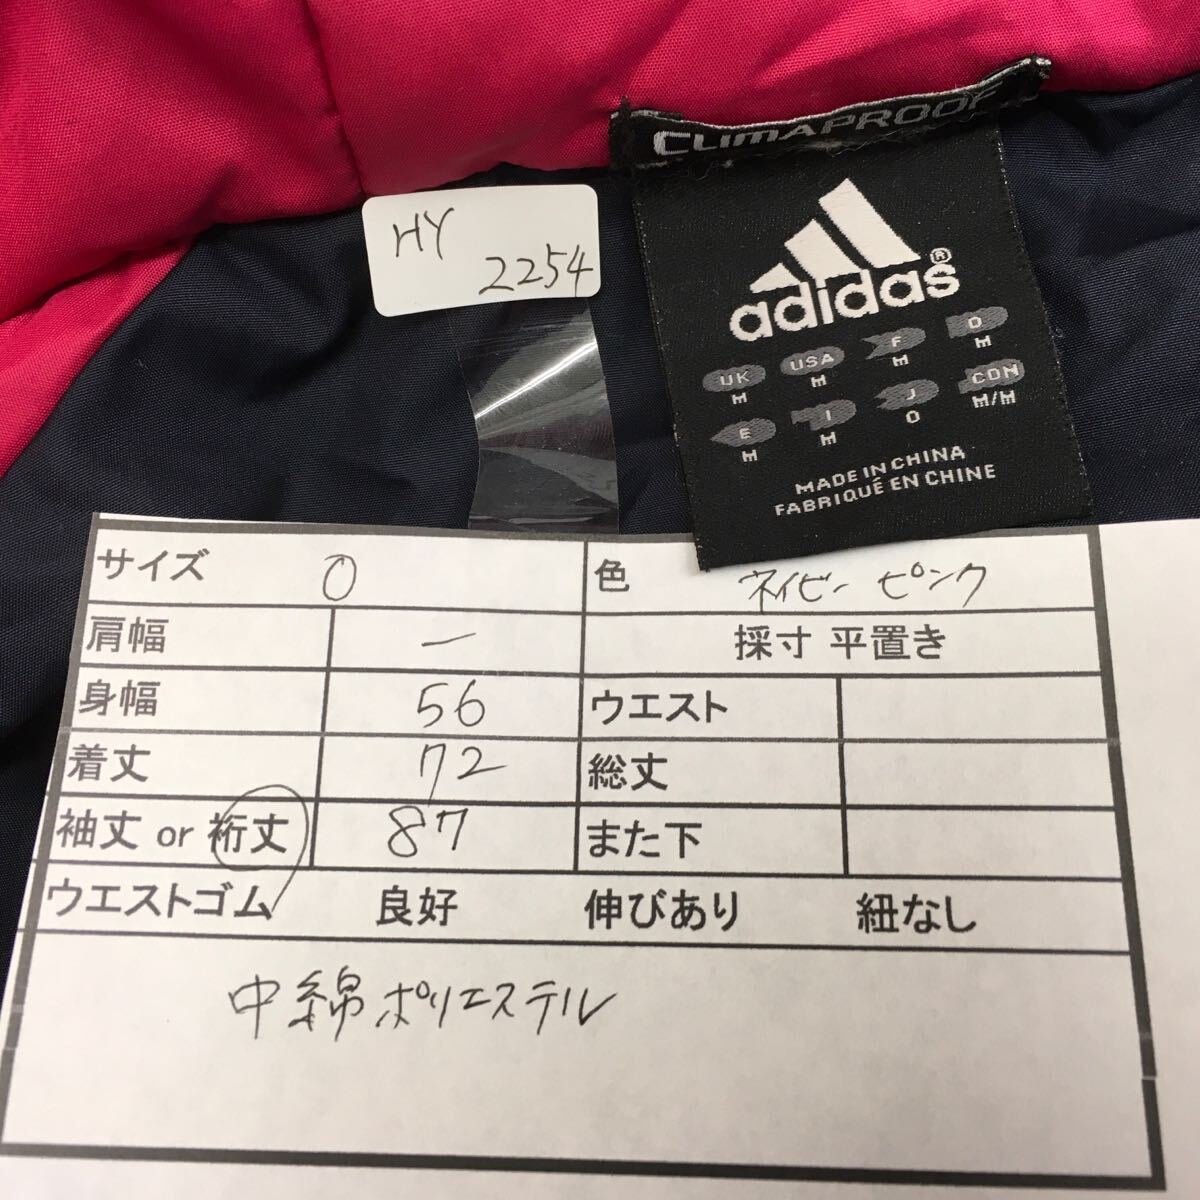 CLIMAPROOF
HY
2254
adidas®
UK USA F D
M M M M
E I J CDN
M M O M/M
MADE IN CHINA
FABRIQUÉ EN CHINE
サイズ O 色 ネイビー ピンク
肩幅 — 採寸 平置き
身幅 56 ウエスト
着丈 72 総丈
袖丈 or 裄丈 87 また下
ウエストゴム 良好 伸びあり 紐なし
中綿 ポリエステル